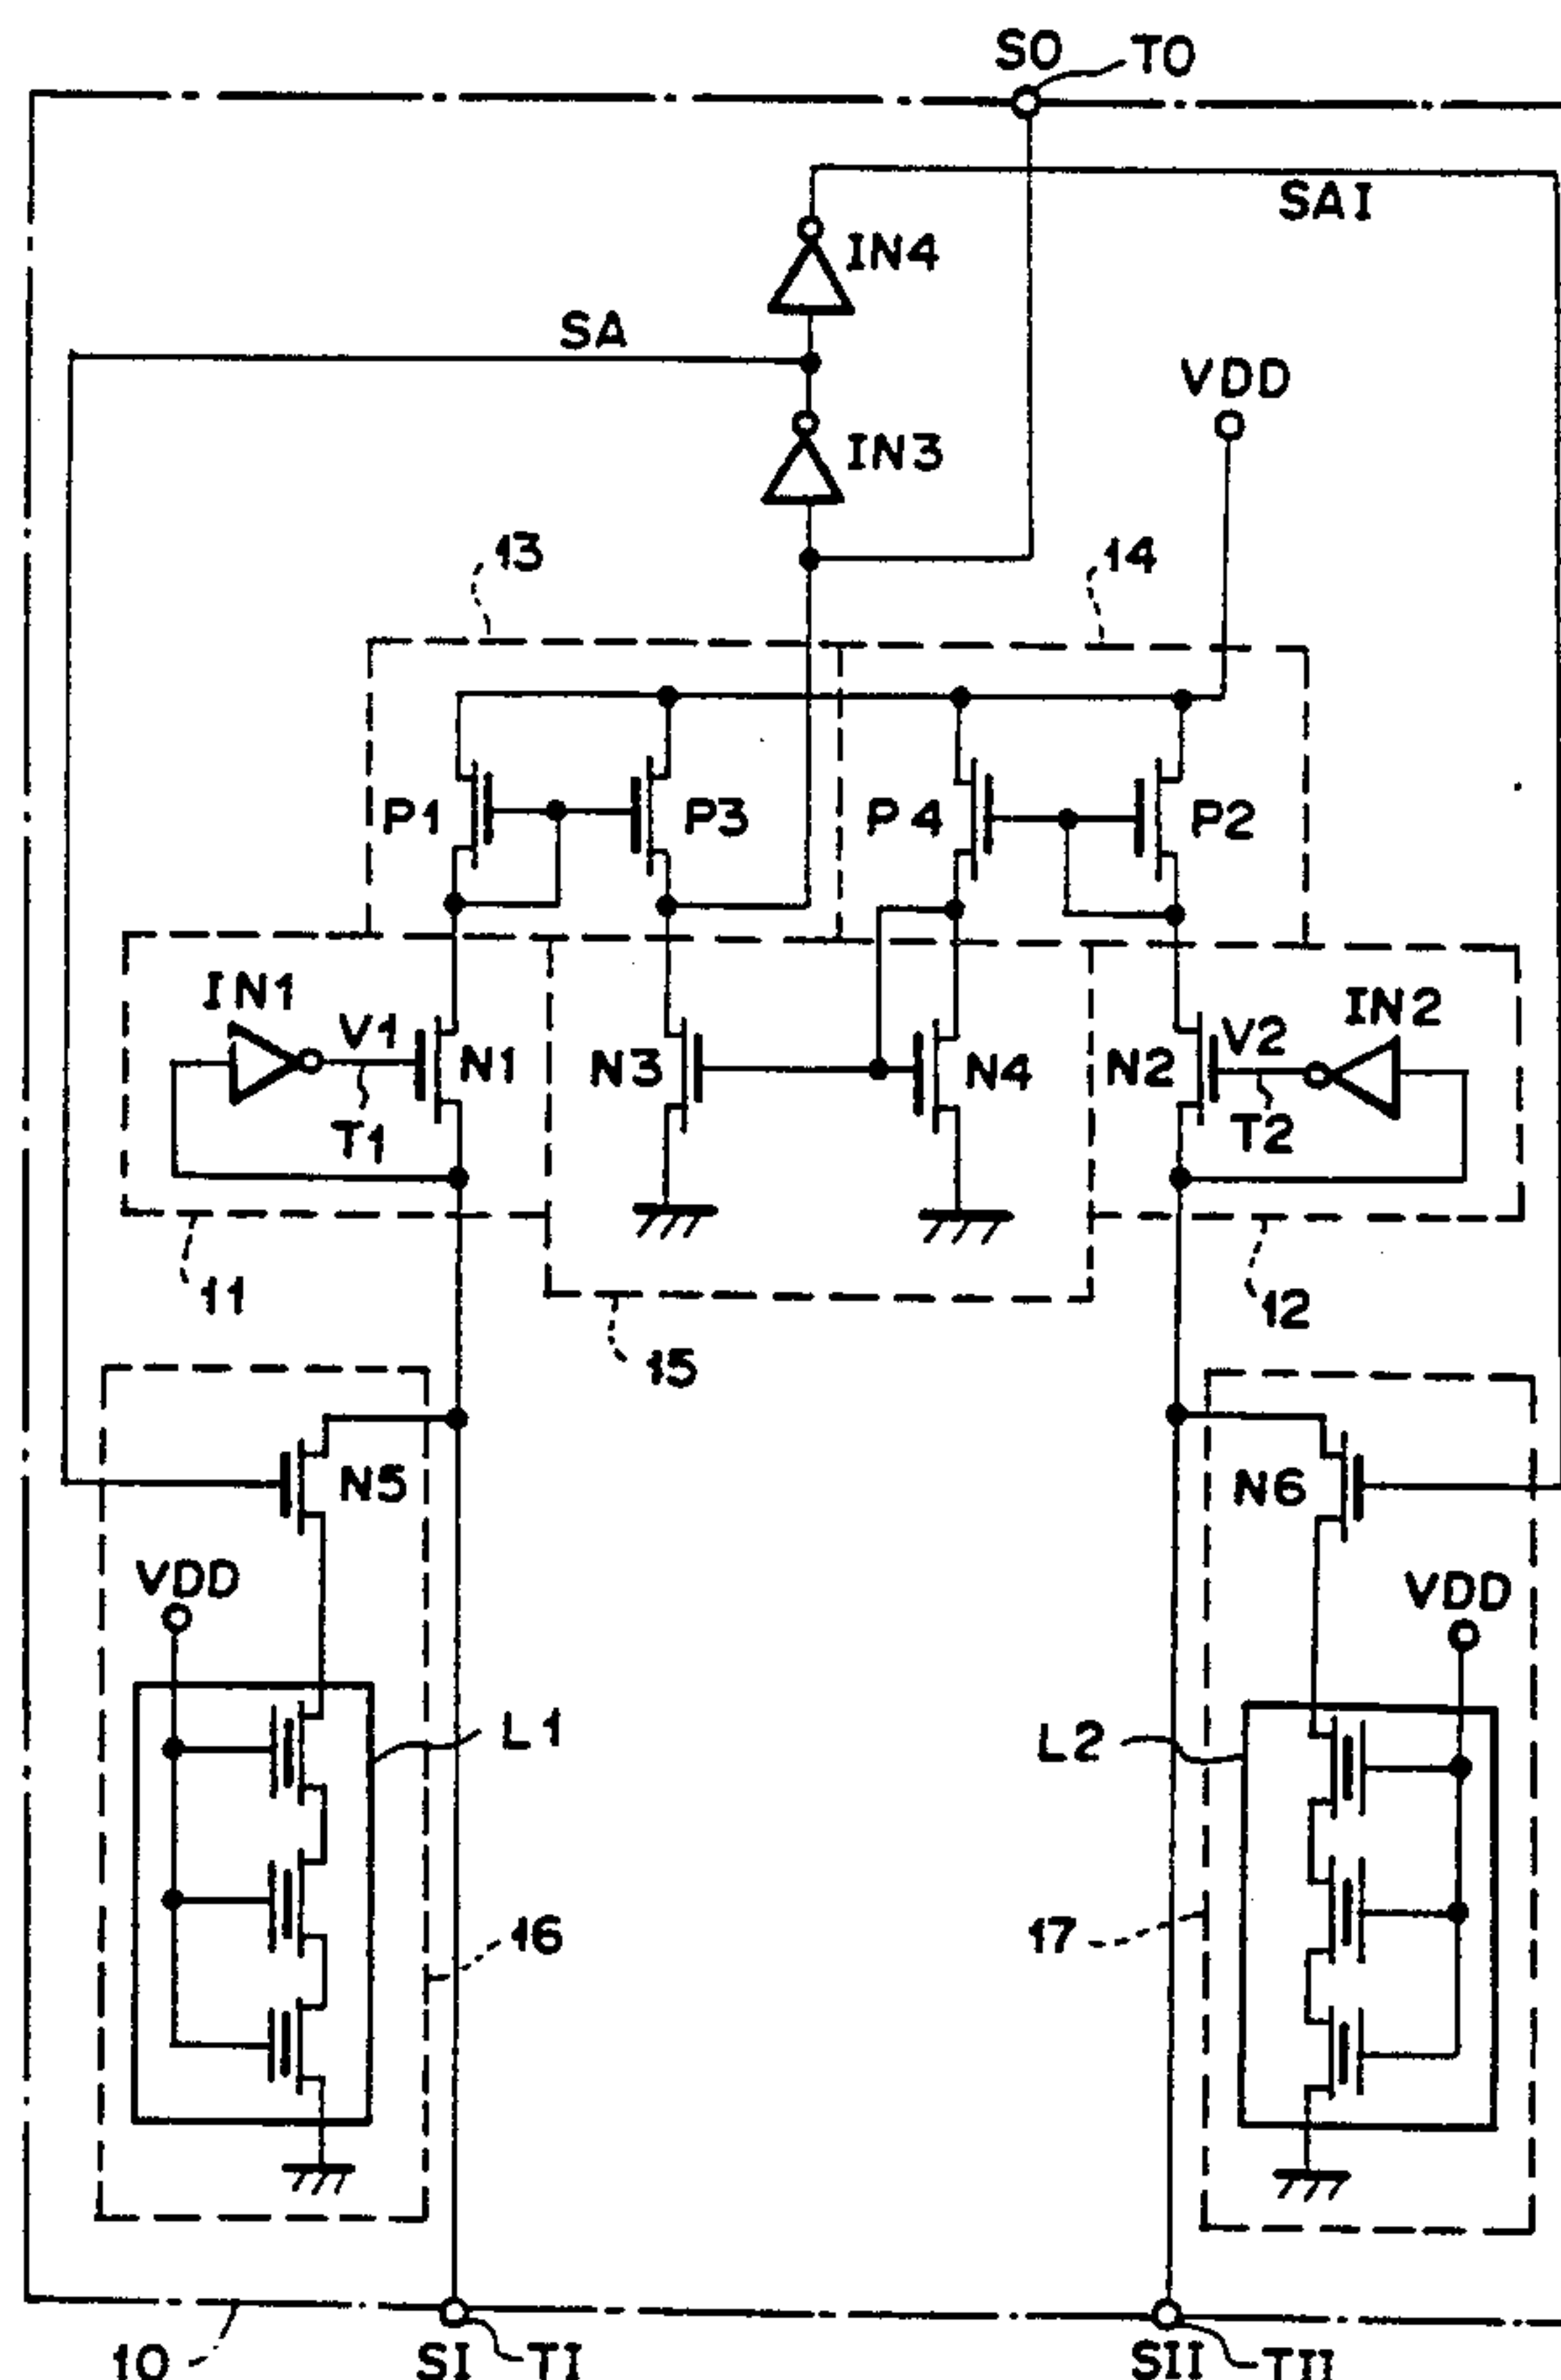 SO TO
SAI
IN4
SA
VDD
IN3
13
14
P1
P3
P4
P2
IN1
V1
N1
N3
N4
N2
V2
IN2
T1
T2
11
12
15
N5
N6
VDD
VDD
L1
L2
16
17
10
SI
TI
SII
TII